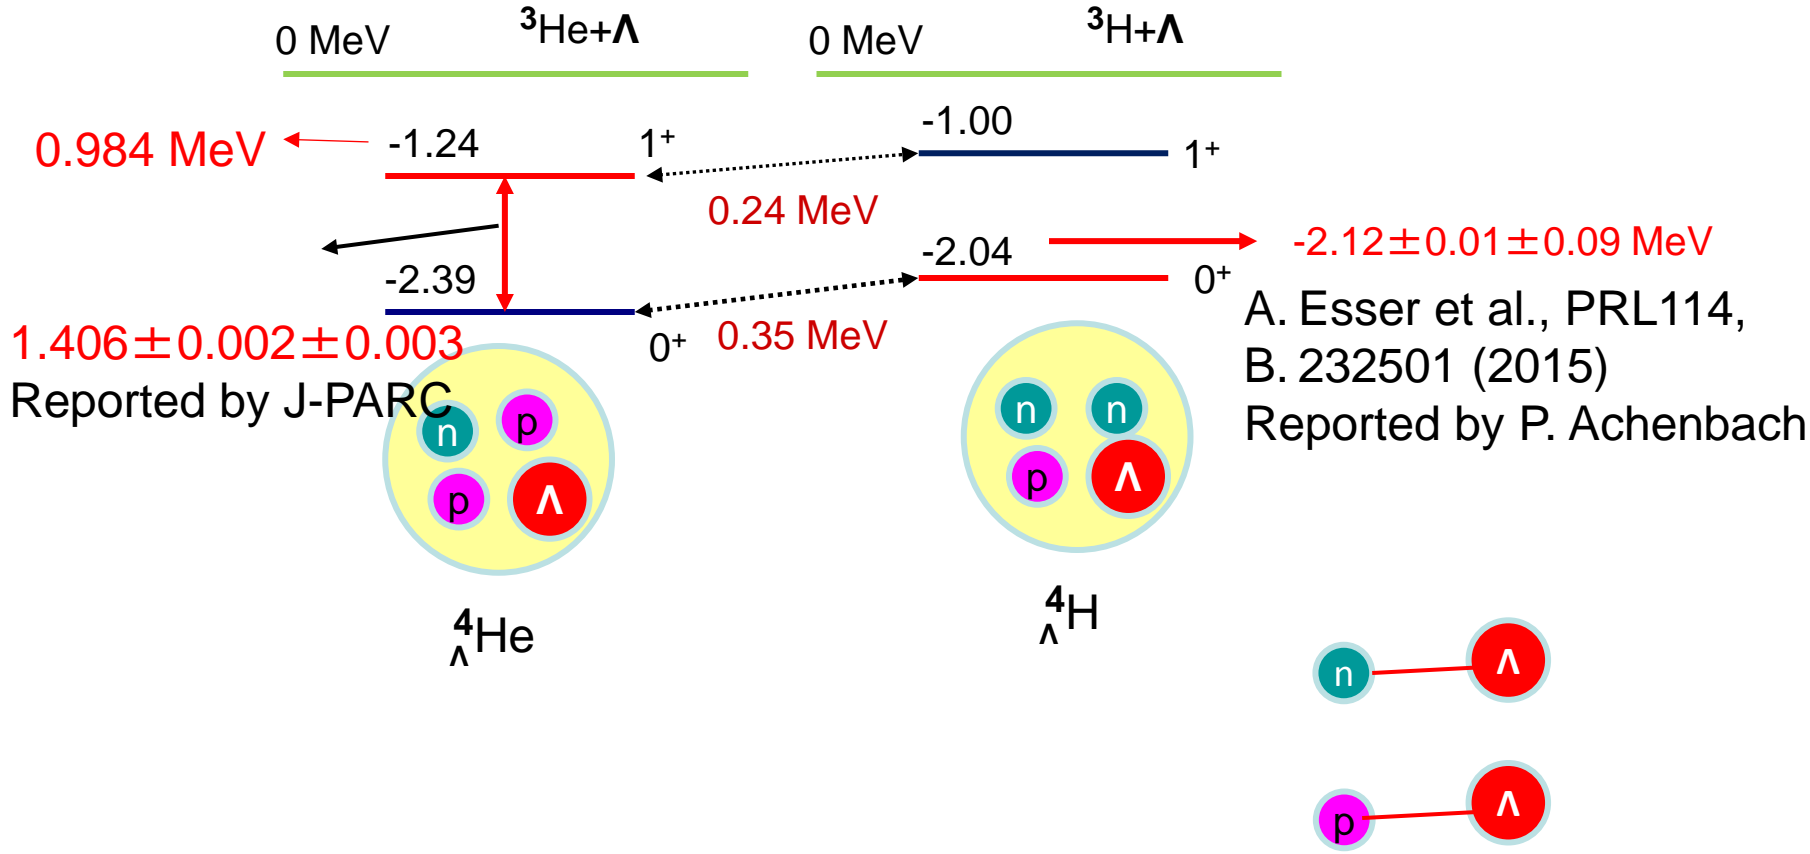 0 MeV
³He+Λ
0 MeV
³H+Λ
0.984 MeV
-1.24
1⁺
-1.00
1⁺
0.24 MeV
-2.39
0⁺
-2.04
0⁺
-2.12±0.01±0.09 MeV
0.35 MeV
1.406±0.002±0.003
Reported by J-PARC
A. Esser et al., PRL114,
B. 232501 (2015)
Reported by P. Achenbach
n
p
p
Λ
n
n
p
Λ
⁴ΛHe
⁴ΛH
n
Λ
p
Λ